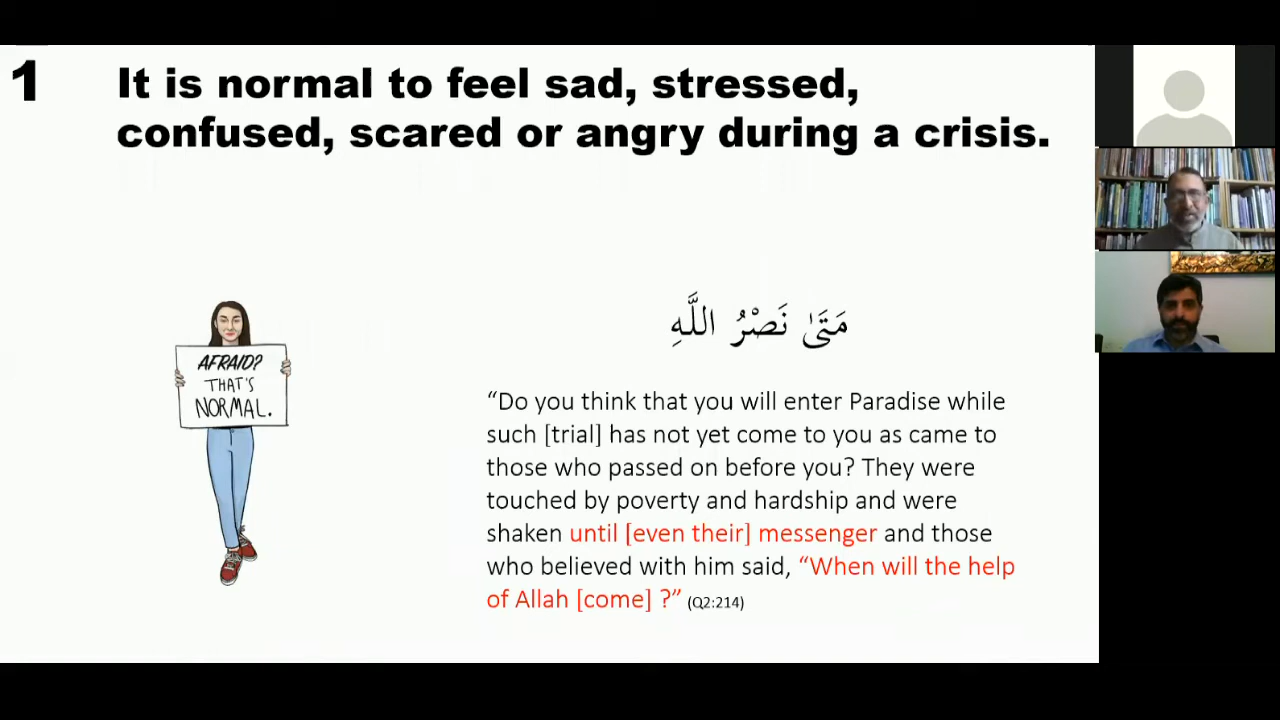 1
It is normal to feel sad, stressed,
confused, scared or angry during a crisis.
AFRAID?
THAT'S
NORMAL.
مَتَىٰ نَصْرُ اللَّهِ
“Do you think that you will enter Paradise while
such [trial] has not yet come to you as came to
those who passed on before you? They were
touched by poverty and hardship and were
shaken until [even their] messenger and those
who believed with him said, “When will the help
of Allah [come] ?” (Q2:214)